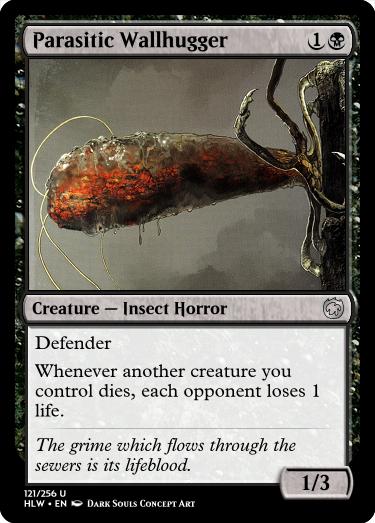 Parasitic Wallhugger 1
Creature — Insect Horror
Defender
Whenever another creature you
control dies, each opponent loses 1
life.
The grime which flows through the
sewers is its lifeblood.
1/3
121/256 U
HLW • EN Dark Souls Concept Art